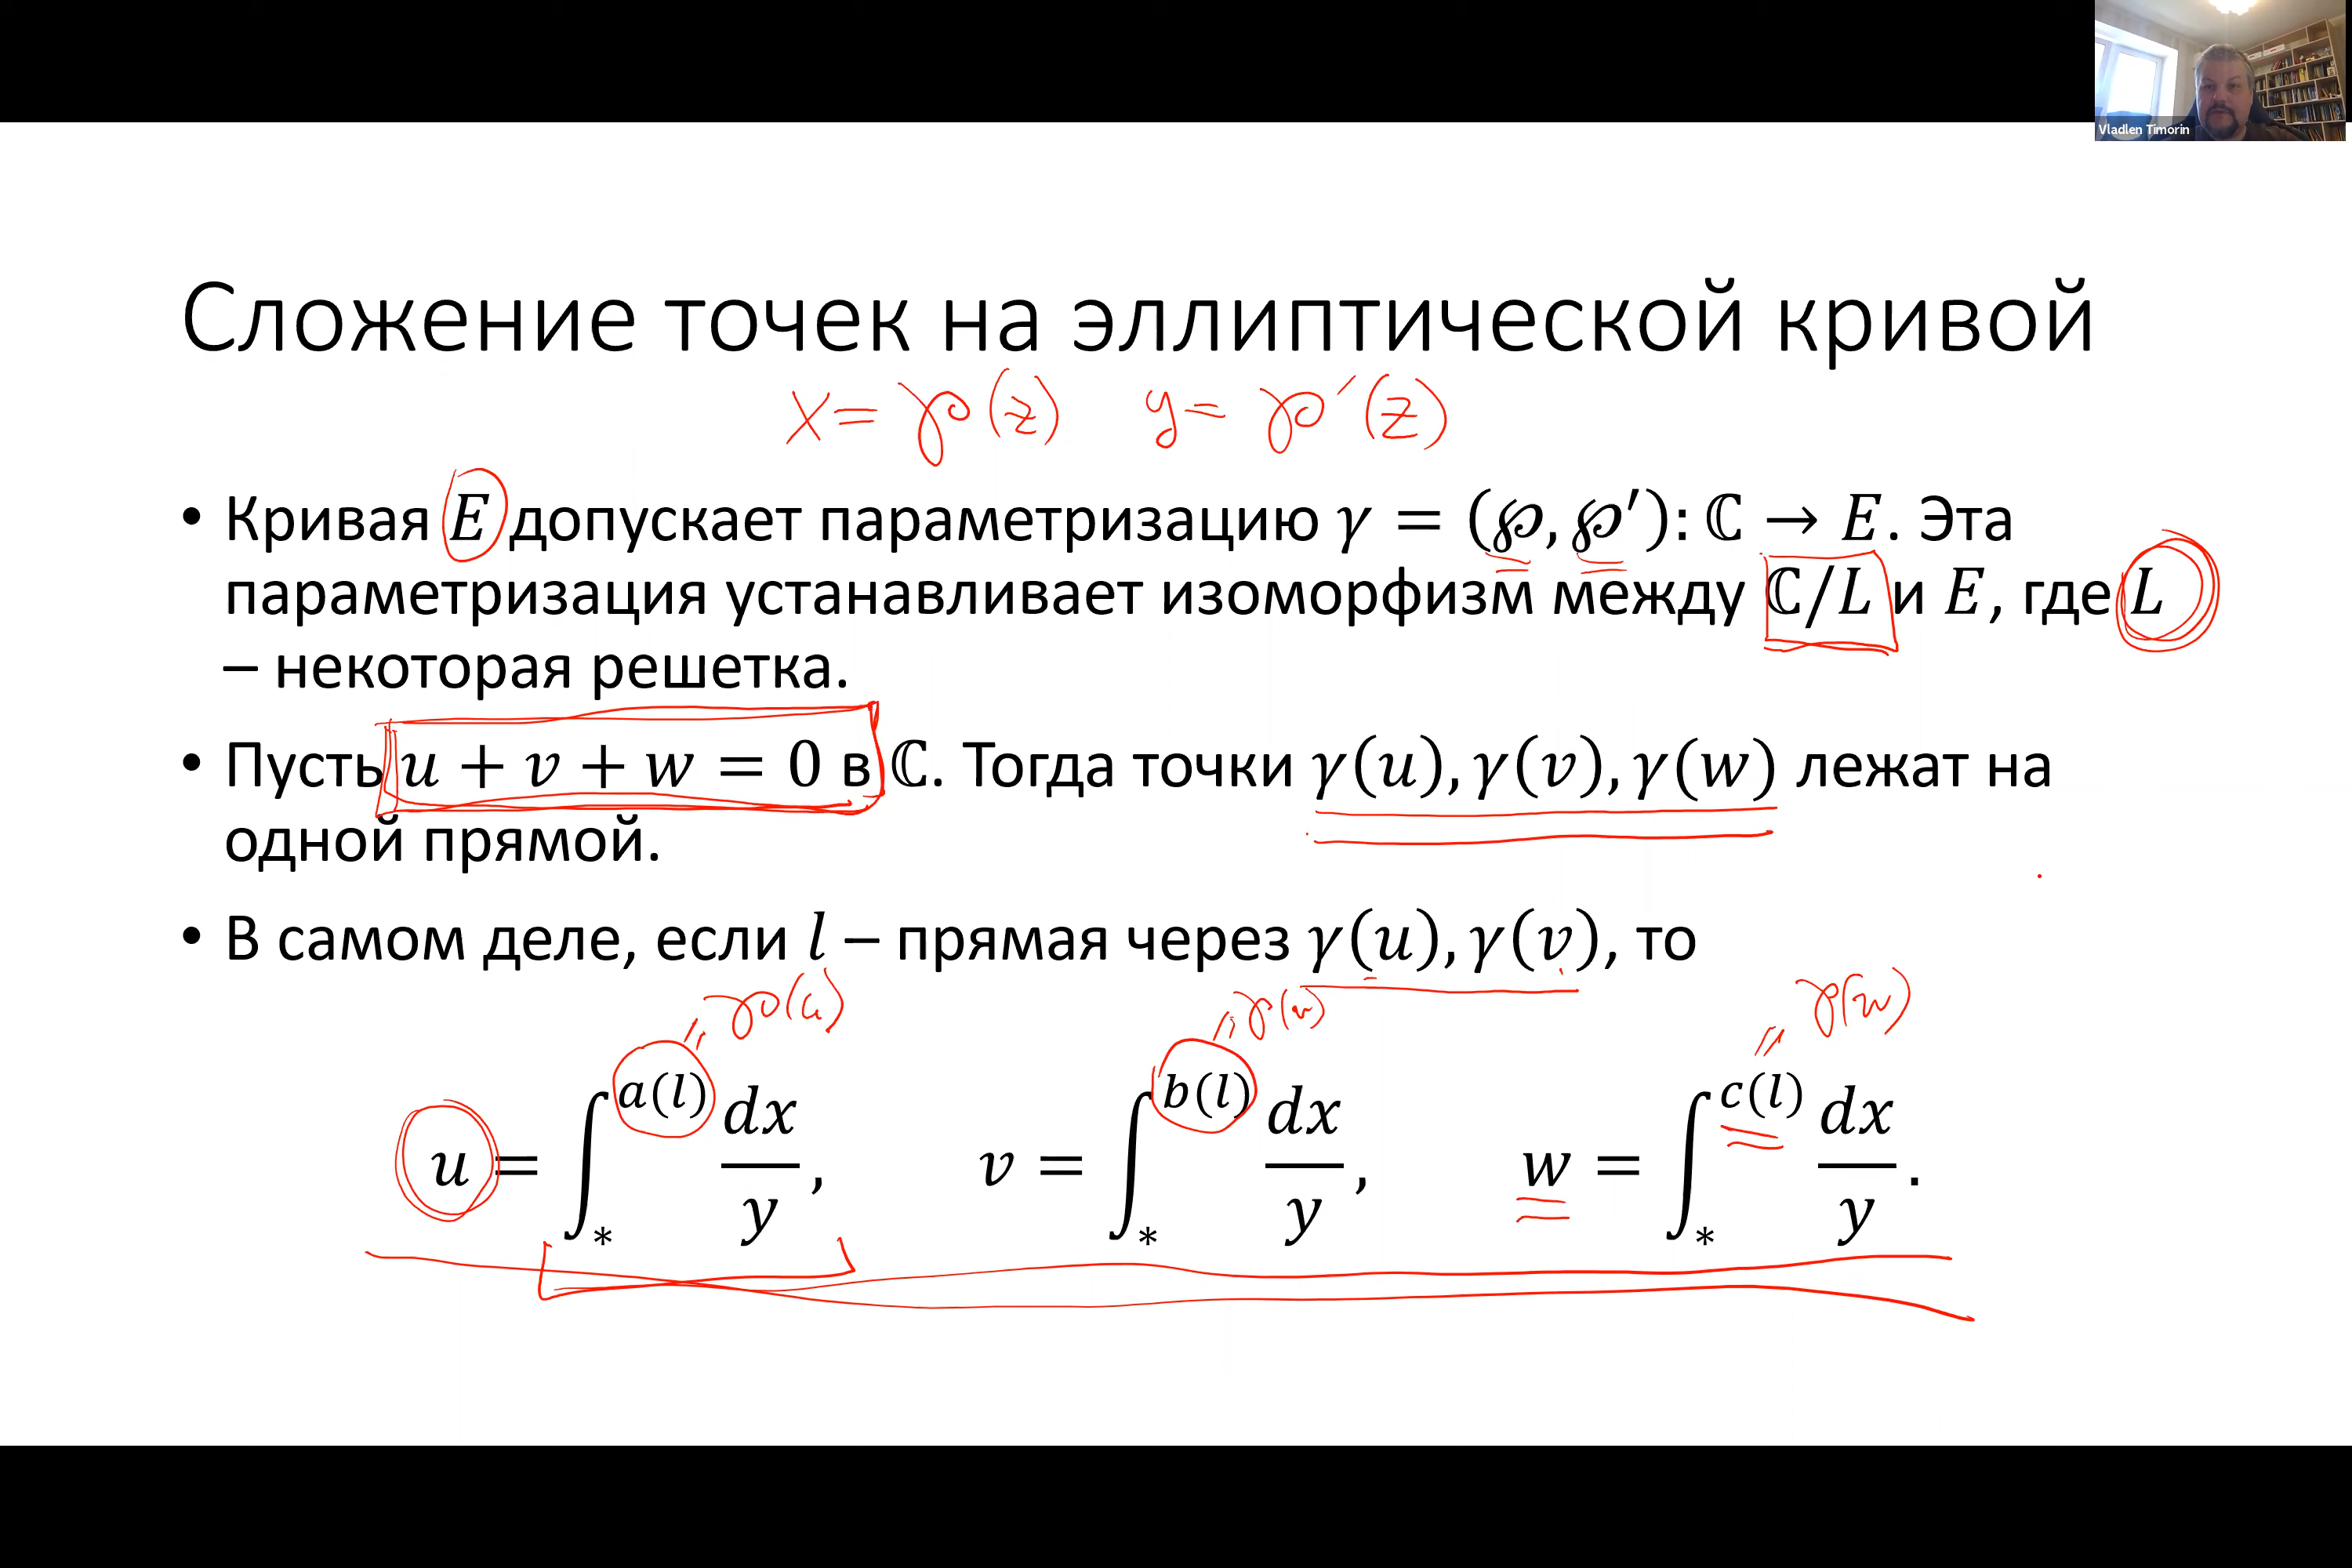 Vladlen Timorin
Сложение точек на эллиптической кривой
x = ℘(z) y = ℘′(z)
• Кривая E допускает параметризацию γ = (℘, ℘′): ℂ → E. Эта
параметризация устанавливает изоморфизм между ℂ/L и E, где L
– некоторая решетка.
• Пусть u + v + w = 0 в ℂ. Тогда точки γ(u), γ(v), γ(w) лежат на
одной прямой.
• В самом деле, если l – прямая через γ(u), γ(v), то
= ℘(u) = ℘(v) = ℘(w)
u = ∫_*^{a(l)} dx/y, v = ∫_*^{b(l)} dx/y, w = ∫_*^{c(l)} dx/y.